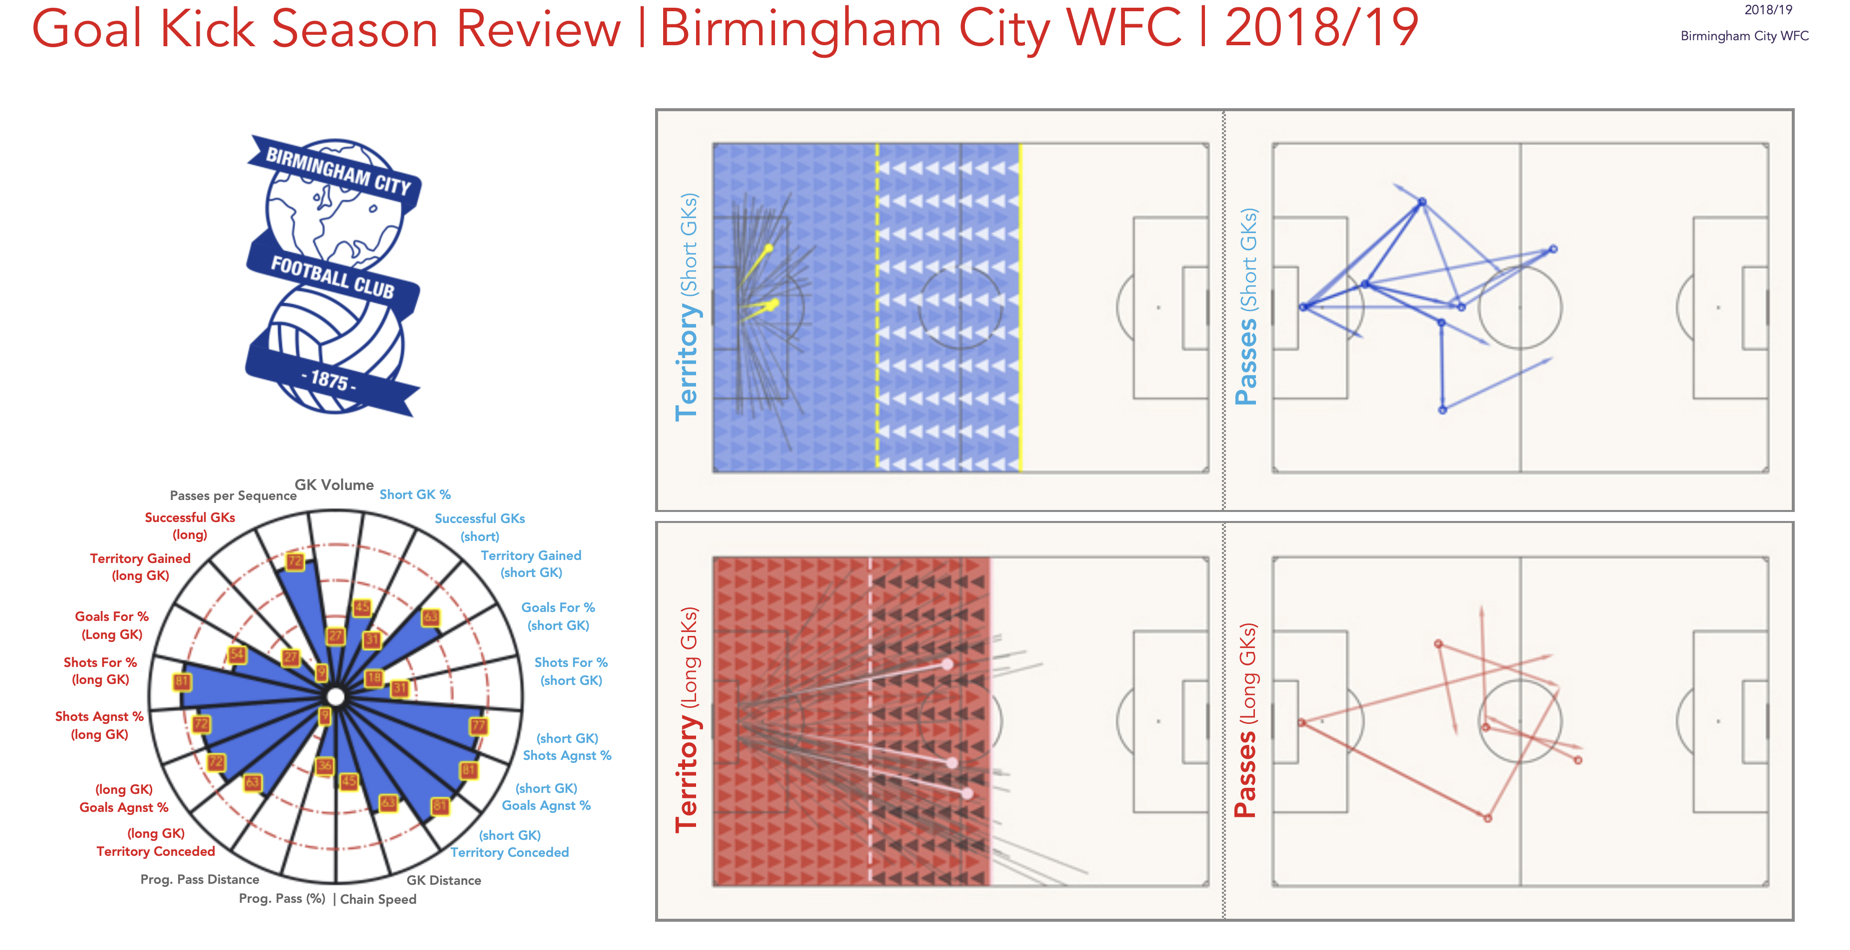 Goal Kick Season Review | Birmingham City WFC | 2018/19
2018/19
Birmingham City WFC
BIRMINGHAM CITY
FOOTBALL CLUB
- 1875 -
Territory (Short GKs)
Passes (Short GKs)
Territory (Long GKs)
Passes (Long GKs)
GK Volume
Passes per Sequence
Short GK %
Successful GKs
(long)
Successful GKs
(short)
Territory Gained
(long GK)
Territory Gained
(short GK)
Goals For %
(Long GK)
Goals For %
(short GK)
Shots For %
(long GK)
Shots For %
(short GK)
Shots Agnst %
(long GK)
(short GK)
Shots Agnst %
(long GK)
Goals Agnst %
(short GK)
Goals Agnst %
(long GK)
Territory Conceded
(short GK)
Territory Conceded
Prog. Pass Distance
GK Distance
Prog. Pass (%) | Chain Speed
72
27
45
31
63
18
31
77
81
81
63
45
36
9
63
72
72
81
54
27
9